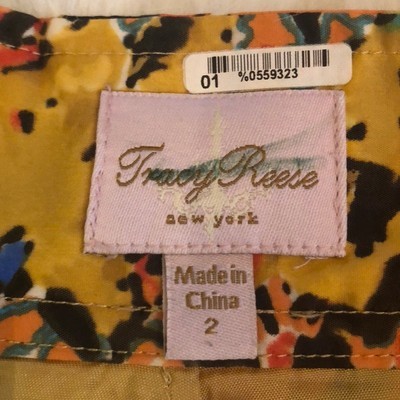 01 %0559323
Tracy Reese
new york
Made in
China
2